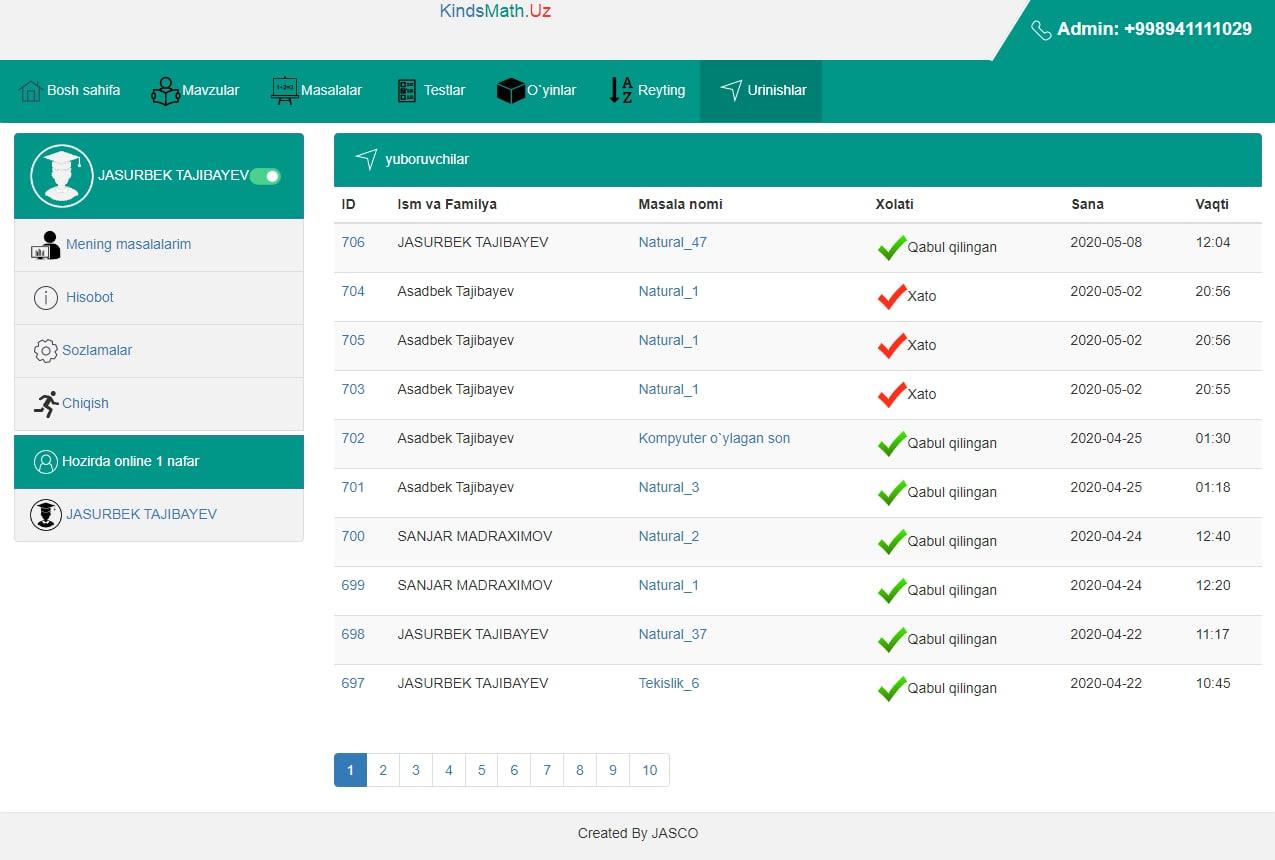 KindsMath.Uz
Admin: +998941111029
Bosh sahifa Mavzular Masalalar Testlar O`yinlar Reyting Urinishlar
JASURBEK TAJIBAYEV
Mening masalalarim
Hisobot
Sozlamalar
Chiqish
Hozirda online 1 nafar
JASURBEK TAJIBAYEV
yuboruvchilar
ID Ism va Familya Masala nomi Xolati Sana Vaqti
706 JASURBEK TAJIBAYEV Natural_47 Qabul qilingan 2020-05-08 12:04
704 Asadbek Tajibayev Natural_1 Xato 2020-05-02 20:56
705 Asadbek Tajibayev Natural_1 Xato 2020-05-02 20:56
703 Asadbek Tajibayev Natural_1 Xato 2020-05-02 20:55
702 Asadbek Tajibayev Kompyuter o`ylagan son Qabul qilingan 2020-04-25 01:30
701 Asadbek Tajibayev Natural_3 Qabul qilingan 2020-04-25 01:18
700 SANJAR MADRAXIMOV Natural_2 Qabul qilingan 2020-04-24 12:40
699 SANJAR MADRAXIMOV Natural_1 Qabul qilingan 2020-04-24 12:20
698 JASURBEK TAJIBAYEV Natural_37 Qabul qilingan 2020-04-22 11:17
697 JASURBEK TAJIBAYEV Tekislik_6 Qabul qilingan 2020-04-22 10:45
1 2 3 4 5 6 7 8 9 10
Created By JASCO